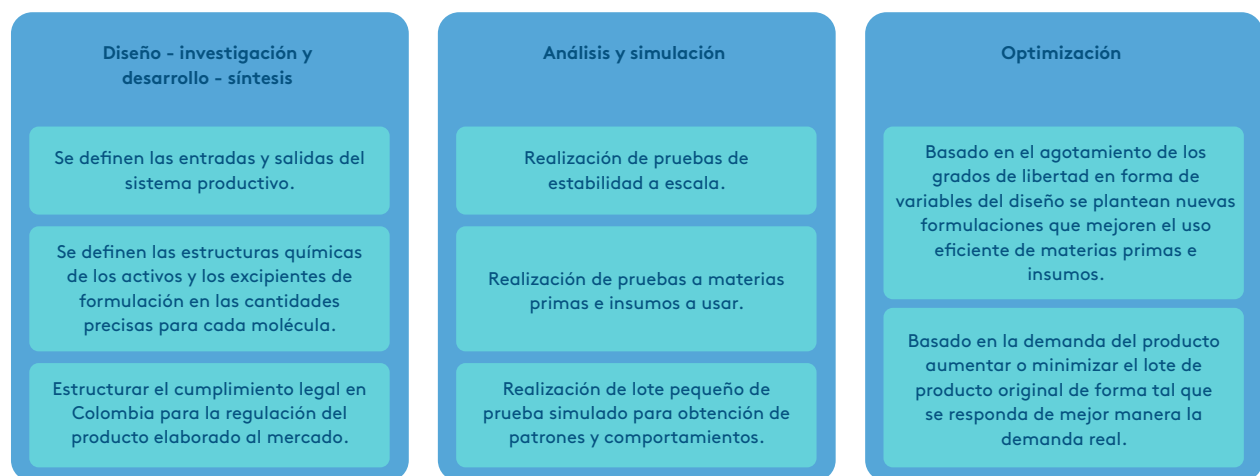 Diseño - investigación y
desarrollo - síntesis
Se definen las entradas y salidas del
sistema productivo.
Se definen las estructuras químicas
de los activos y los excipientes de
formulación en las cantidades
precisas para cada molécula.
Estructurar el cumplimiento legal en
Colombia para la regulación del
producto elaborado al mercado.
Análisis y simulación
Realización de pruebas de
estabilidad a escala.
Realización de pruebas a materias
primas e insumos a usar.
Realización de lote pequeño de
prueba simulado para obtención de
patrones y comportamientos.
Optimización
Basado en el agotamiento de los
grados de libertad en forma de
variables del diseño se plantean nuevas
formulaciones que mejoren el uso
eficiente de materias primas e
insumos.
Basado en la demanda del producto
aumentar o minimizar el lote de
producto original de forma tal que
se responda de mejor manera la
demanda real.